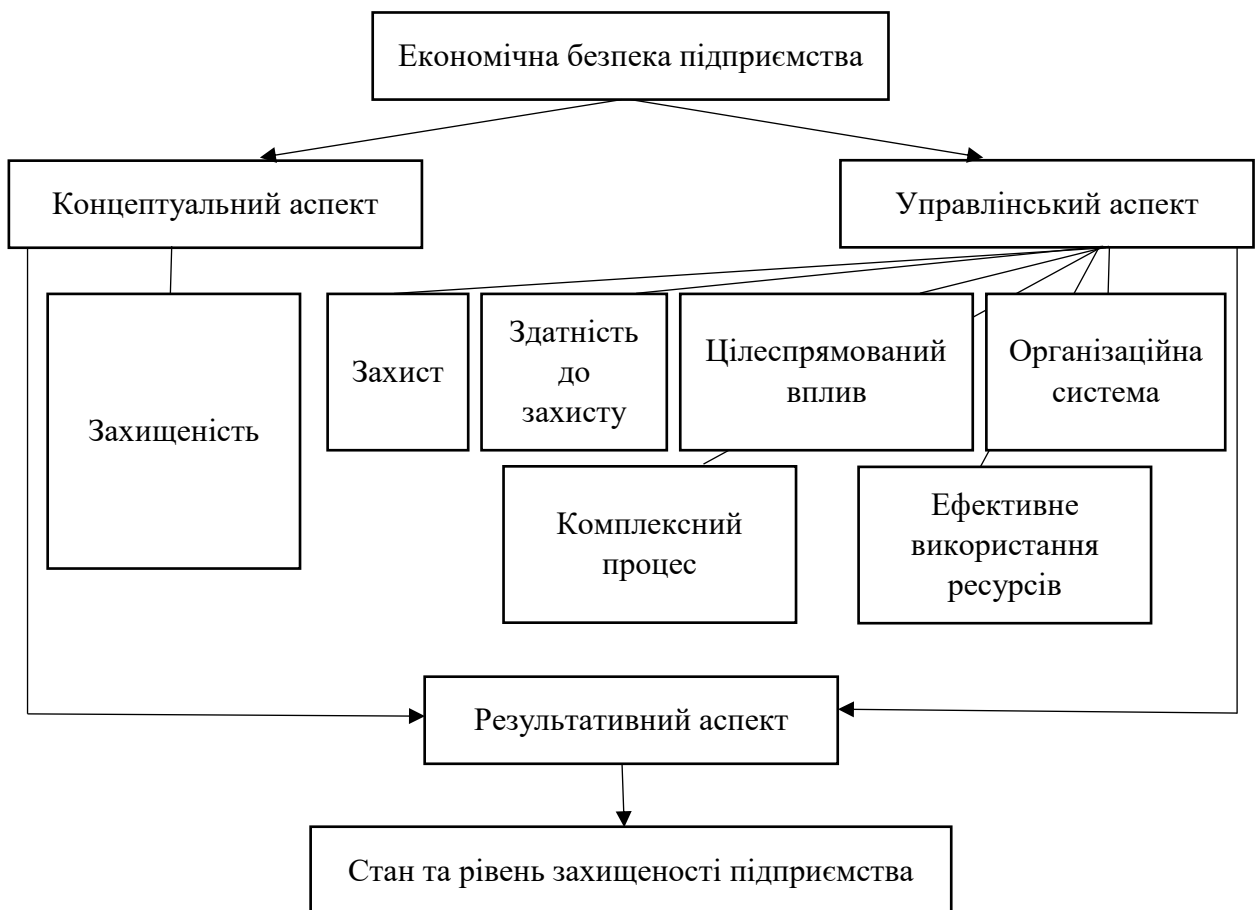 Економічна безпека підприємства
Концептуальний аспект
Управлінський аспект
Захищеність
Захист
Здатність
до
захисту
Цілеспрямований
вплив
Організаційна
система
Комплексний
процес
Ефективне
використання
ресурсів
Результативний аспект
Стан та рівень захищеності підприємства